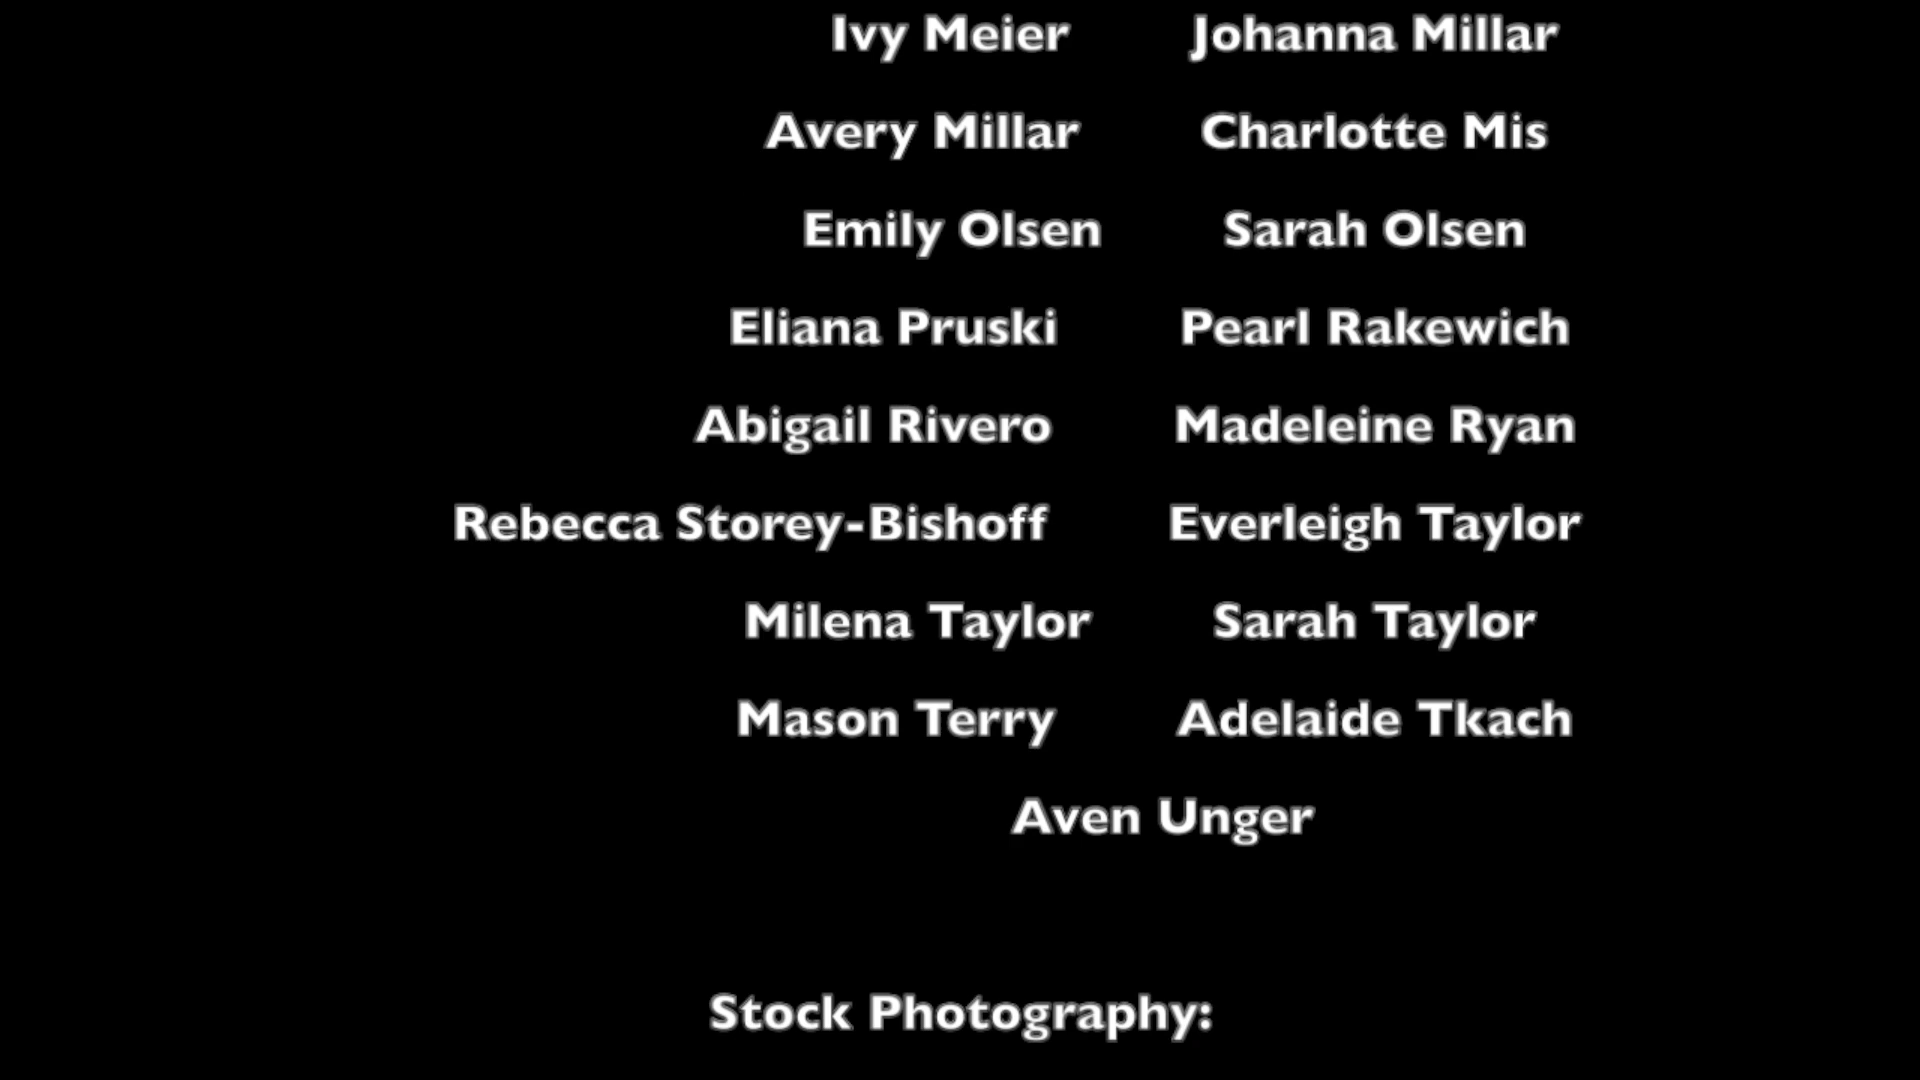 Ivy Meier Johanna Millar
Avery Millar Charlotte Mis
Emily Olsen Sarah Olsen
Eliana Pruski Pearl Rakewich
Abigail Rivero Madeleine Ryan
Rebecca Storey-Bishoff Everleigh Taylor
Milena Taylor Sarah Taylor
Mason Terry Adelaide Tkach
Aven Unger
Stock Photography: